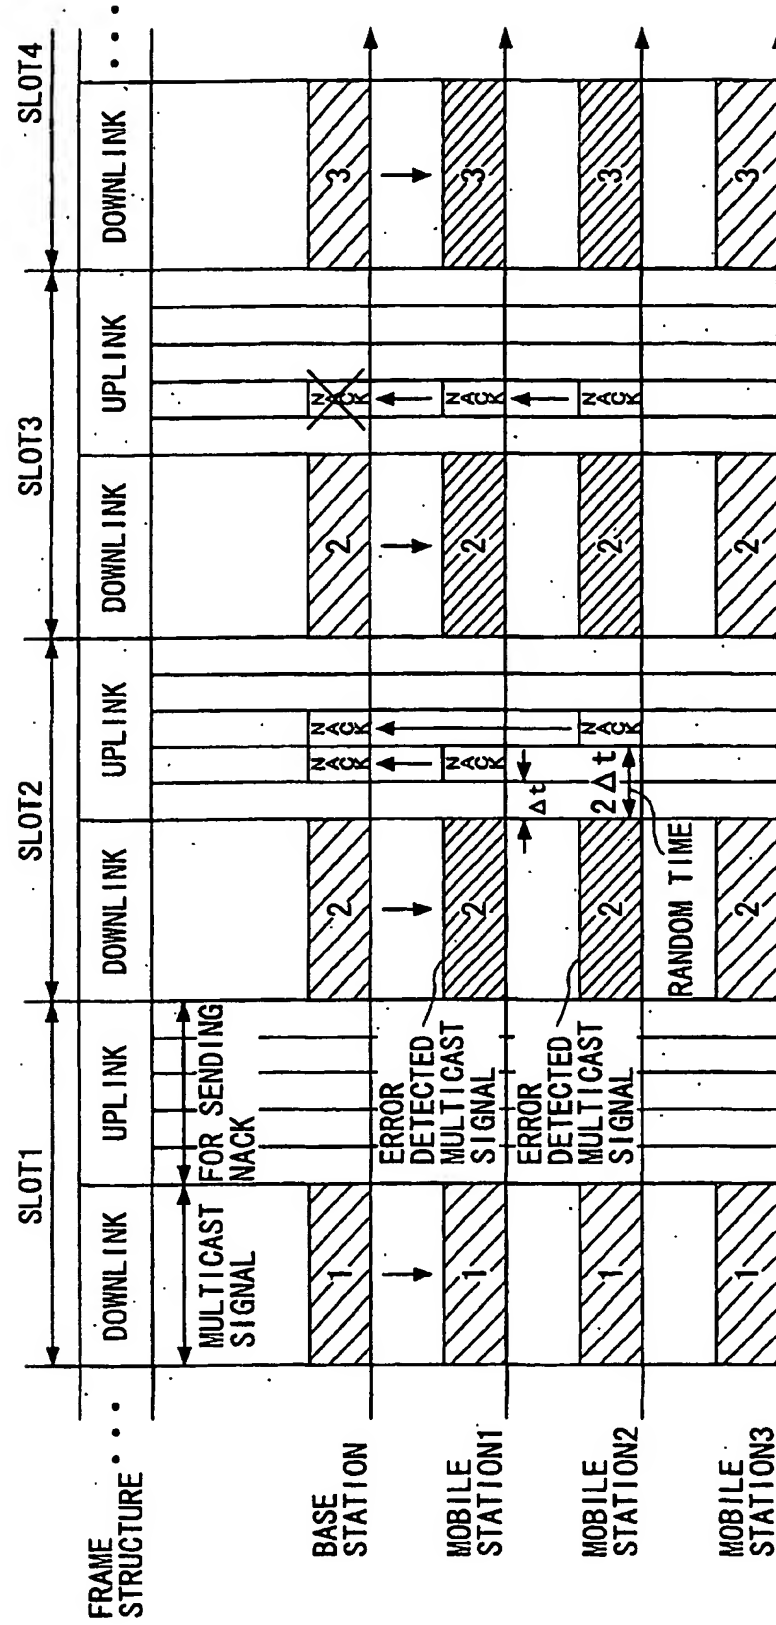 SLOT1
SLOT2
SLOT3
SLOT4
FRAME
STRUCTURE
DOWNLINK
UPLINK
DOWNLINK
UPLINK
DOWNLINK
UPLINK
DOWNLINK
MULTICAST
SIGNAL
FOR SENDING
NACK
BASE
STATION
1
2
NACK
NACK
2
NACK
3
ERROR
DETECTED
MULTICAST
SIGNAL
MOBILE
STATION1
1
2
NACK
2
NACK
3
Δt
ERROR
DETECTED
MULTICAST
SIGNAL
2Δt
MOBILE
STATION2
1
2
NACK
2
NACK
3
RANDOM TIME
MOBILE
STATION3
1
2
2
3